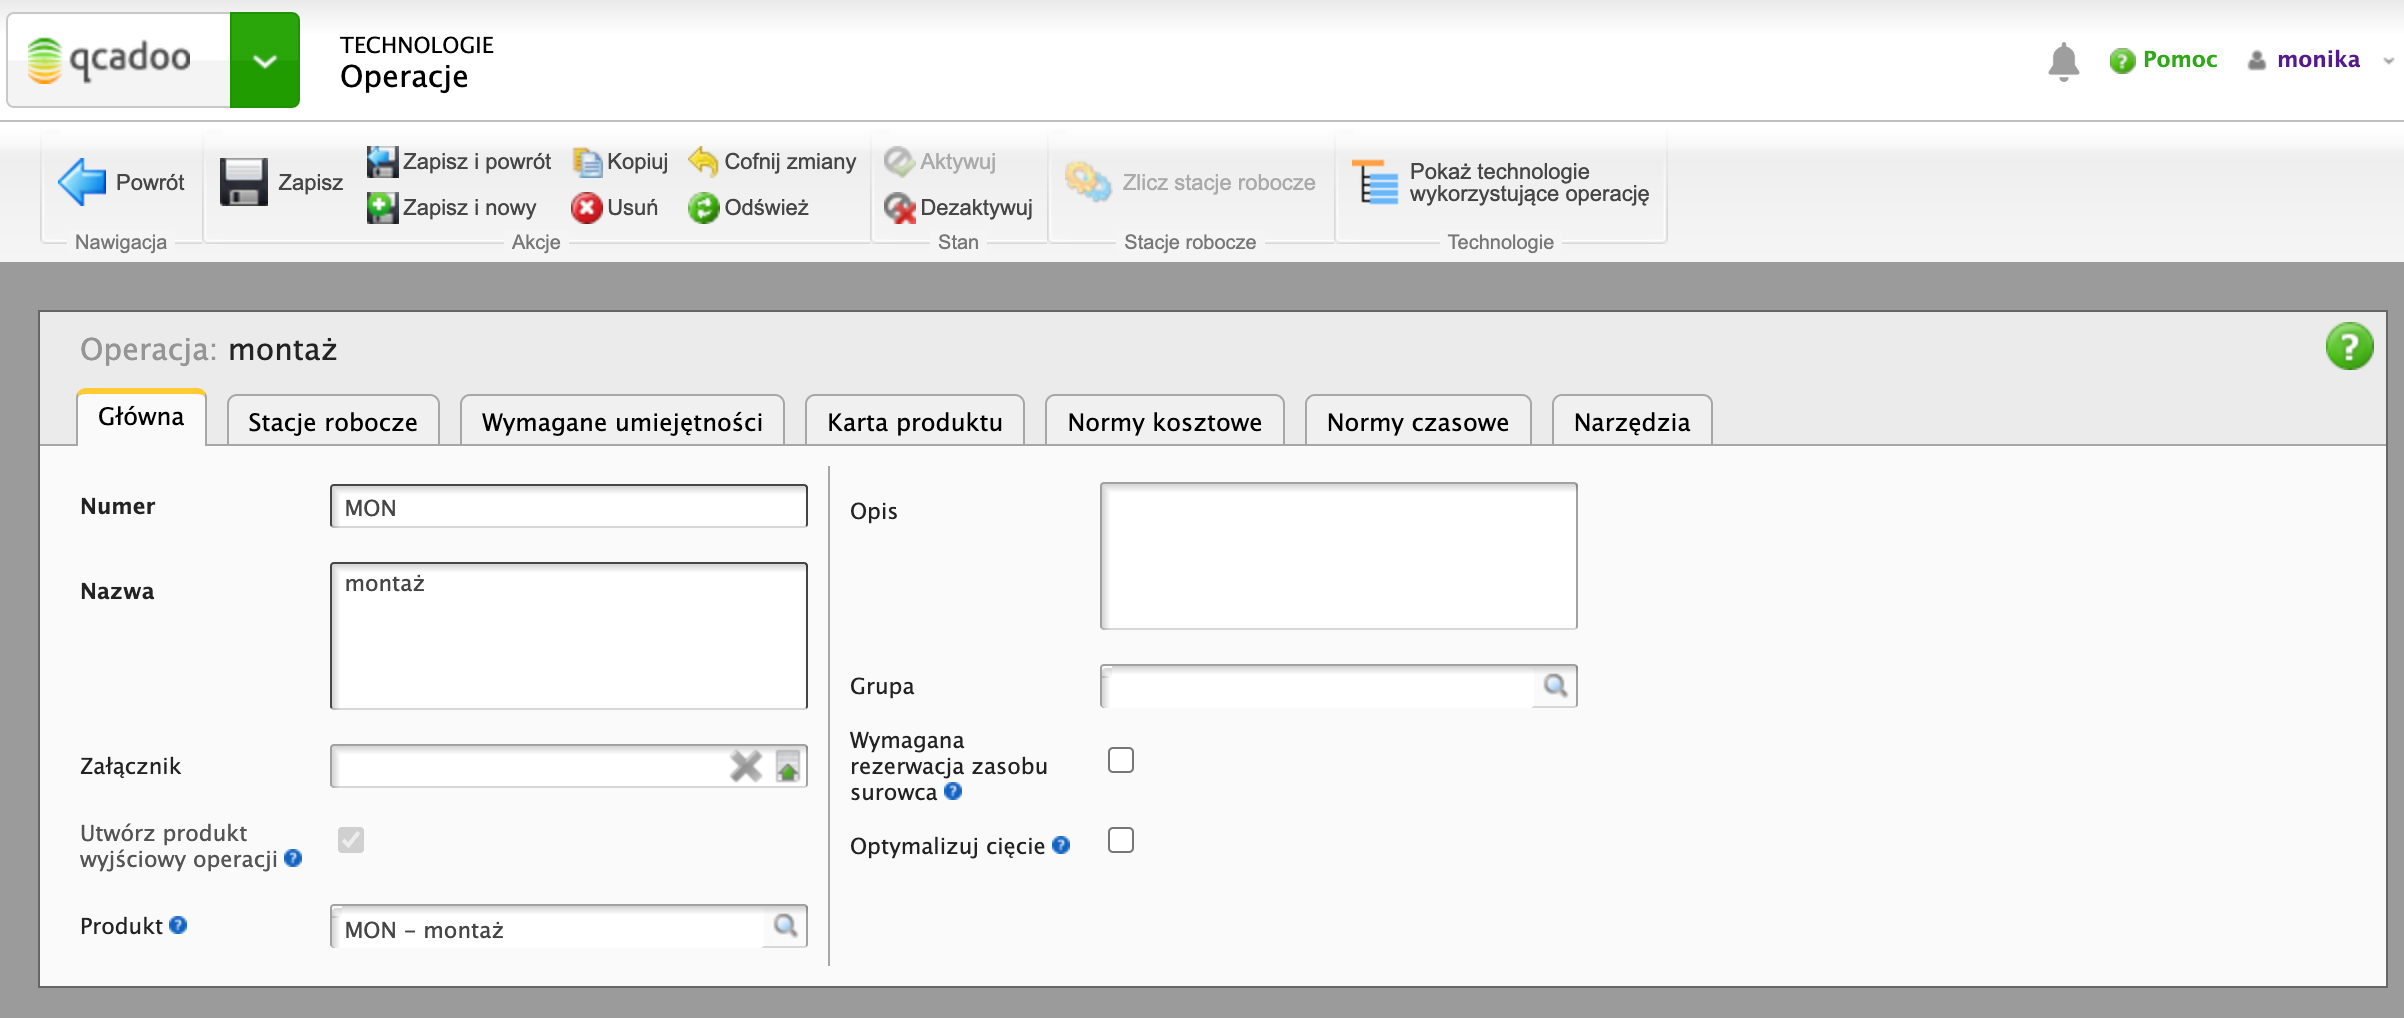 qcadoo
TECHNOLOGIE
Operacje
Pomoc
monika
Powrót
Nawigacja
Zapisz
Zapisz i powrót
Kopiuj
Cofnij zmiany
Zapisz i nowy
Usuń
Odśwież
Akcje
Aktywuj
Dezaktywuj
Stan
Zlicz stacje robocze
Stacje robocze
Pokaż technologie
wykorzystujące operację
Technologie
Operacja: montaż
Główna
Stacje robocze
Wymagane umiejętności
Karta produktu
Normy kosztowe
Normy czasowe
Narzędzia
Numer
MON
Nazwa
montaż
Załącznik
Utwórz produkt
wyjściowy operacji
Produkt
MON - montaż
Opis
Grupa
Wymagana
rezerwacja zasobu
surowca
Optymalizuj cięcie